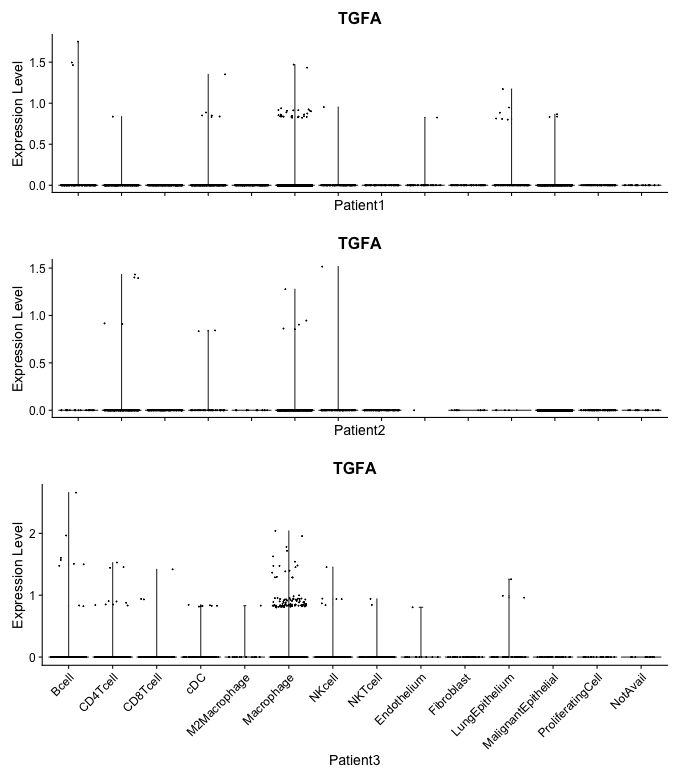 TGFA
Expression Level
1.5
1.0
0.5
0.0
Patient1
TGFA
Expression Level
1.5
1.0
0.5
0.0
Patient2
TGFA
Expression Level
2
1
0
Bcell
CD4Tcell
CD8Tcell
cDC
M2Macrophage
Macrophage
NKcell
NKTcell
Endothelium
Fibroblast
LungEpithelium
MalignantEpithelial
ProliferatingCell
NotAvail
Patient3